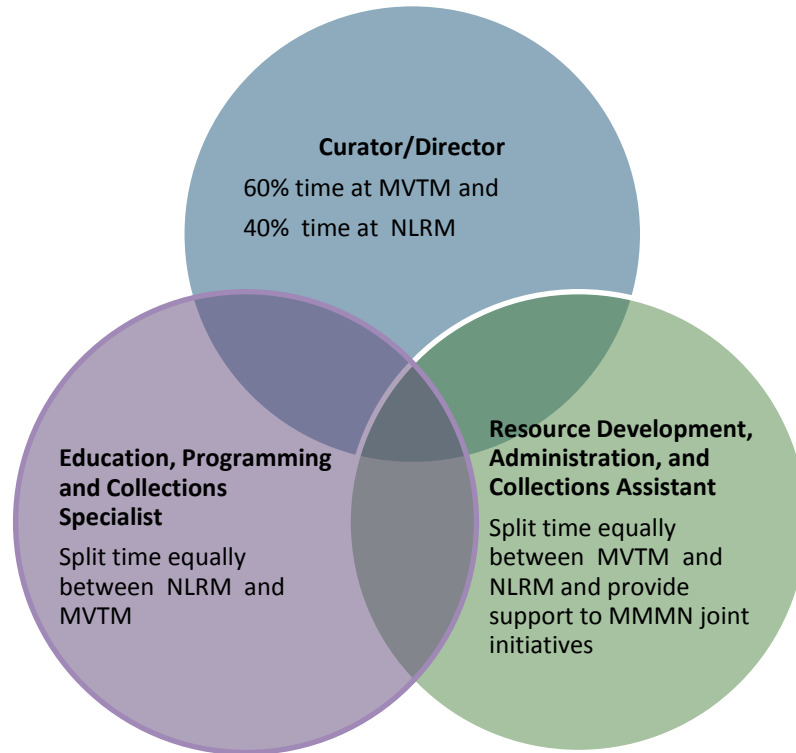 Curator/Director
60% time at MVTM and
40% time at NLRM
Education, Programming
and Collections
Specialist
Split time equally
between NLRM and
MVTM
Resource Development,
Administration, and
Collections Assistant
Split time equally
between MVTM and
NLRM and provide
support to MMMN joint
initiatives